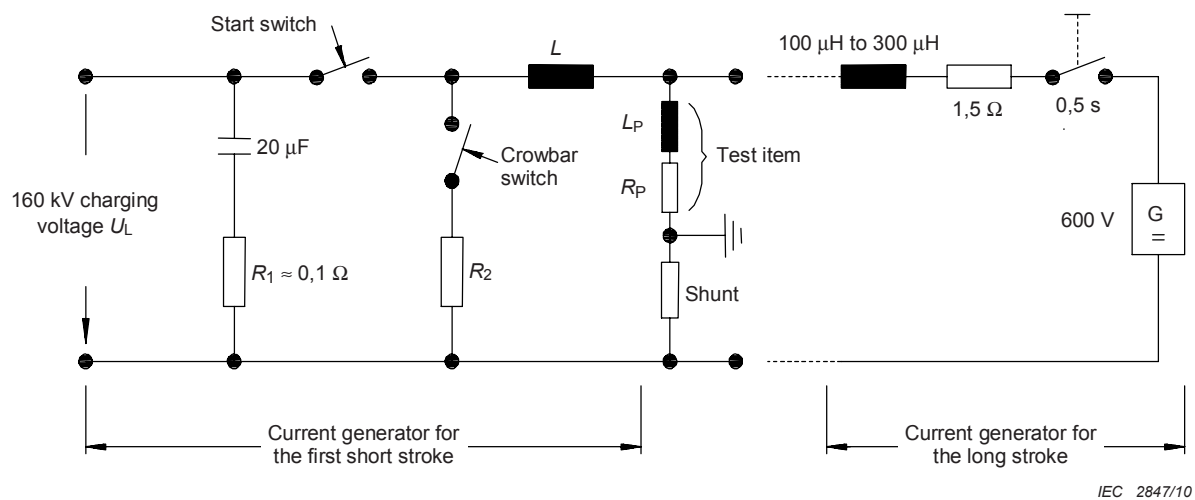 Start switch
L
100 μH to 300 μH
20 μF
Crowbar
switch
LP
RP
Test item
1,5 Ω
0,5 s
160 kV charging
voltage UL
600 V
G
=
R1 ≈ 0,1 Ω
R2
Shunt
Current generator for
the first short stroke
Current generator for
the long stroke
IEC 2847/10